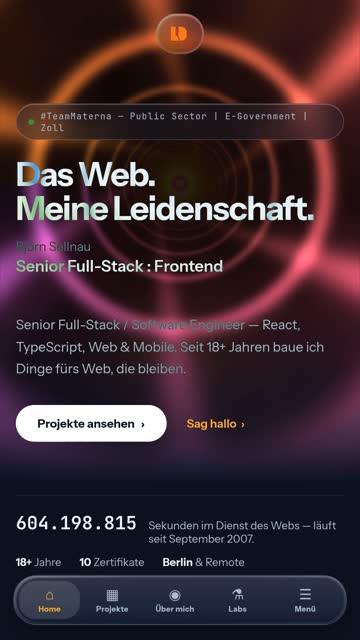 #TeamMaterna — Public Sector | E-Government |
Zoll
Das Web.
Meine Leidenschaft.
Björn Sellnau
Senior Full-Stack : Frontend
Senior Full-Stack / Software Engineer — React,
TypeScript, Web & Mobile. Seit 18+ Jahren baue ich
Dinge fürs Web, die bleiben.
Projekte ansehen ›
Sag hallo ›
604.198.815
Sekunden im Dienst des Webs — läuft
seit September 2007.
18+ Jahre 10 Zertifikate Berlin & Remote
Home Projekte Über mich Labs Menü